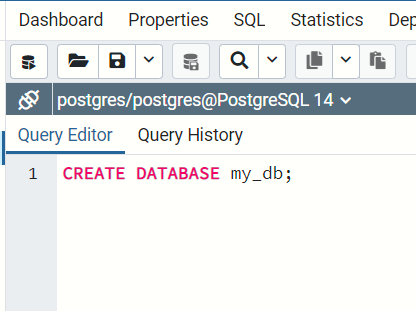 Dashboard Properties SQL Statistics
postgres/postgres@PostgreSQL 14
Query Editor Query History
1 CREATE DATABASE my_db;